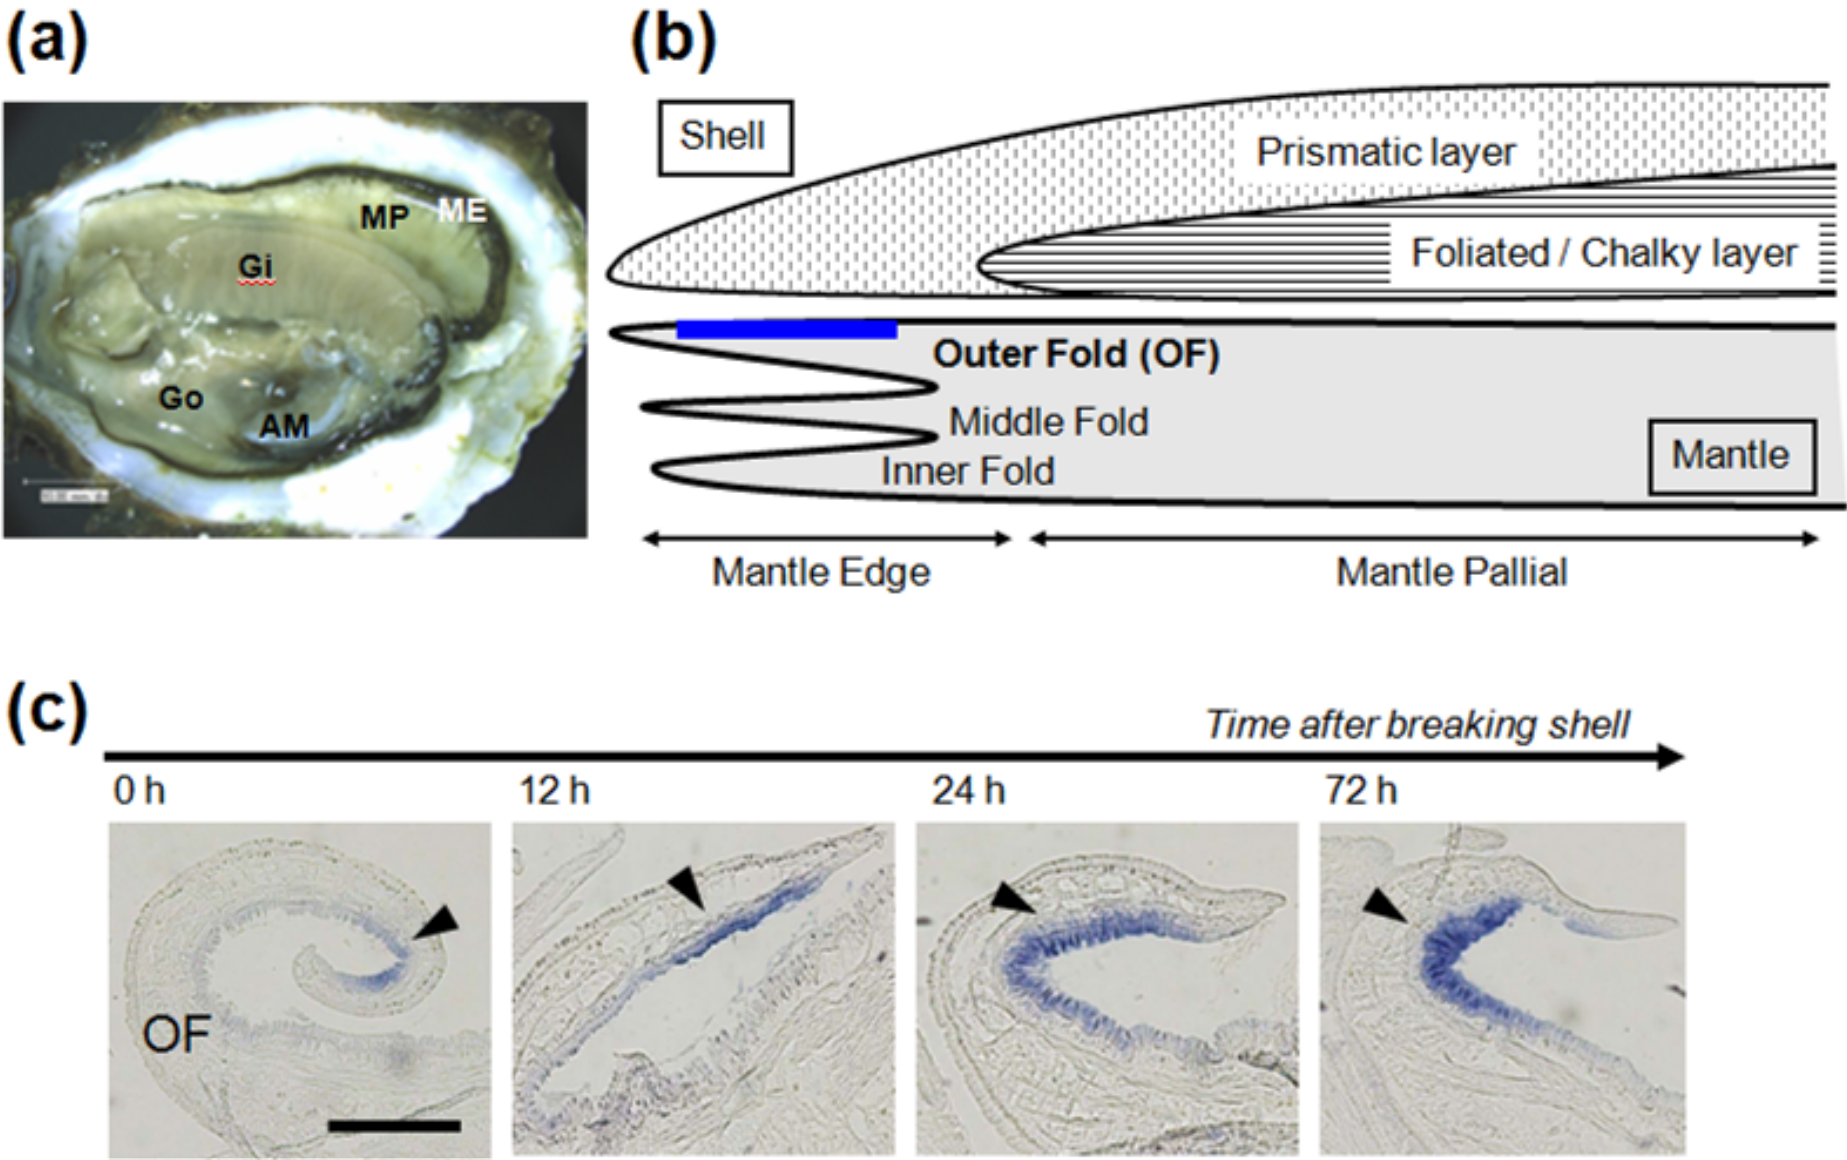 (a)
MP
ME
Gi
Go
AM
(b)
Shell
Prismatic layer
Foliated / Chalky layer
Outer Fold (OF)
Middle Fold
Inner Fold
Mantle
Mantle Edge
Mantle Pallial
(c)
Time after breaking shell
0 h
12 h
24 h
72 h
OF